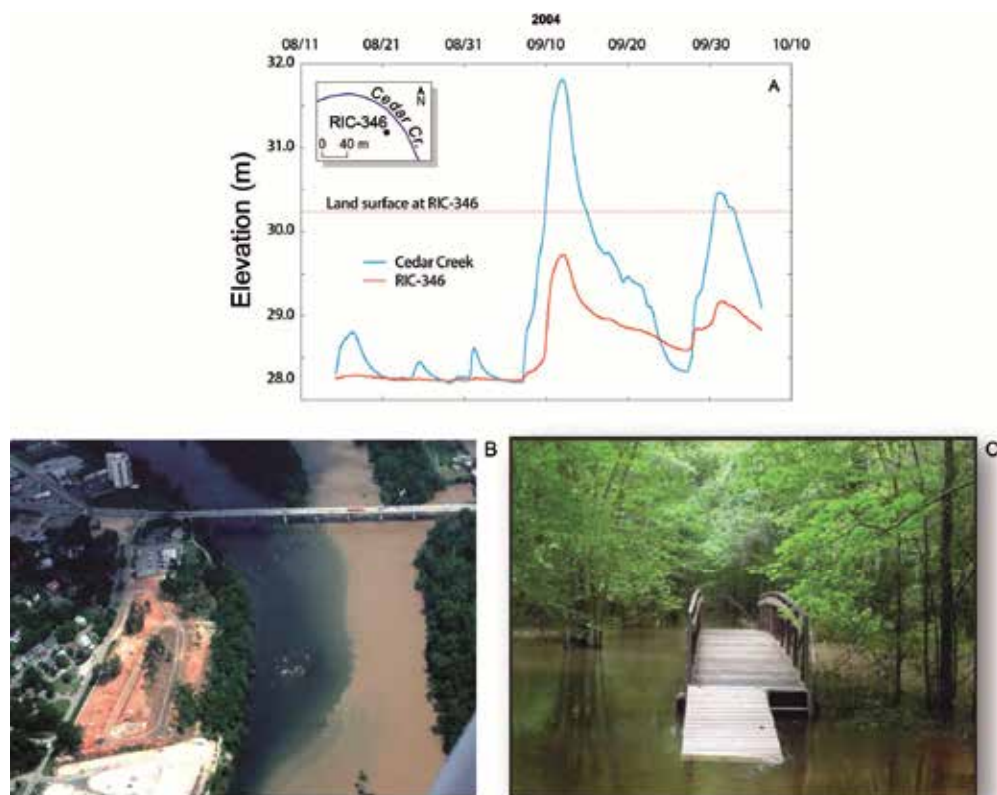 2004
08/11 08/21 08/31 09/10 09/20 09/30 10/10
32.0
A
Cedar Cr.
N
RIC-346
0 40 m
31.0
Land surface at RIC-346
30.0
Elevation (m)
Cedar Creek
RIC-346
29.0
28.0
B
C